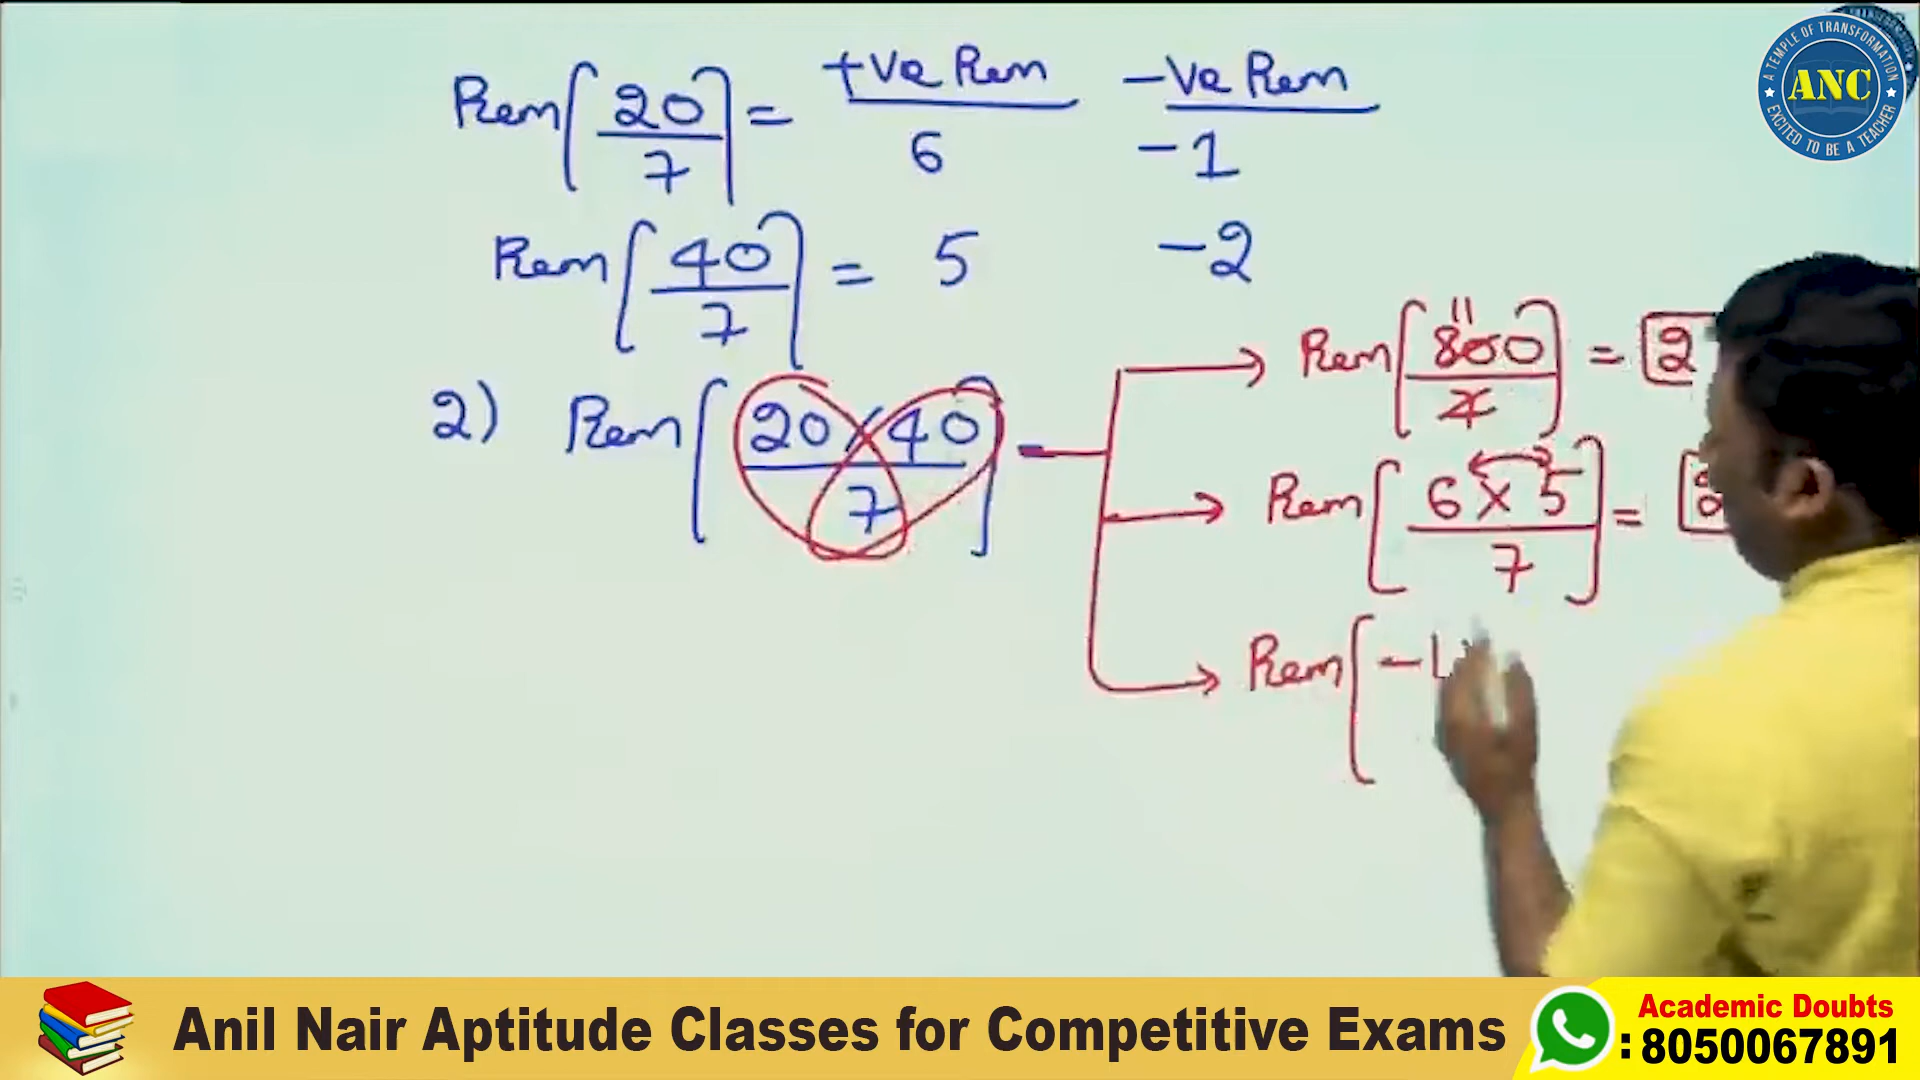 +Ve Rem -Ve Rem
Rem[20/7] = 6 -1
Rem[40/7] = 5 -2
2) Rem[20×40/7]
Rem[800/7] = 2
Rem[6×5/7] =
Rem[-1
A TEMPLE OF TRANSFORMATION
ANC
EXCITED TO BE A TEACHER
Anil Nair Aptitude Classes for Competitive Exams
Academic Doubts
: 8050067891